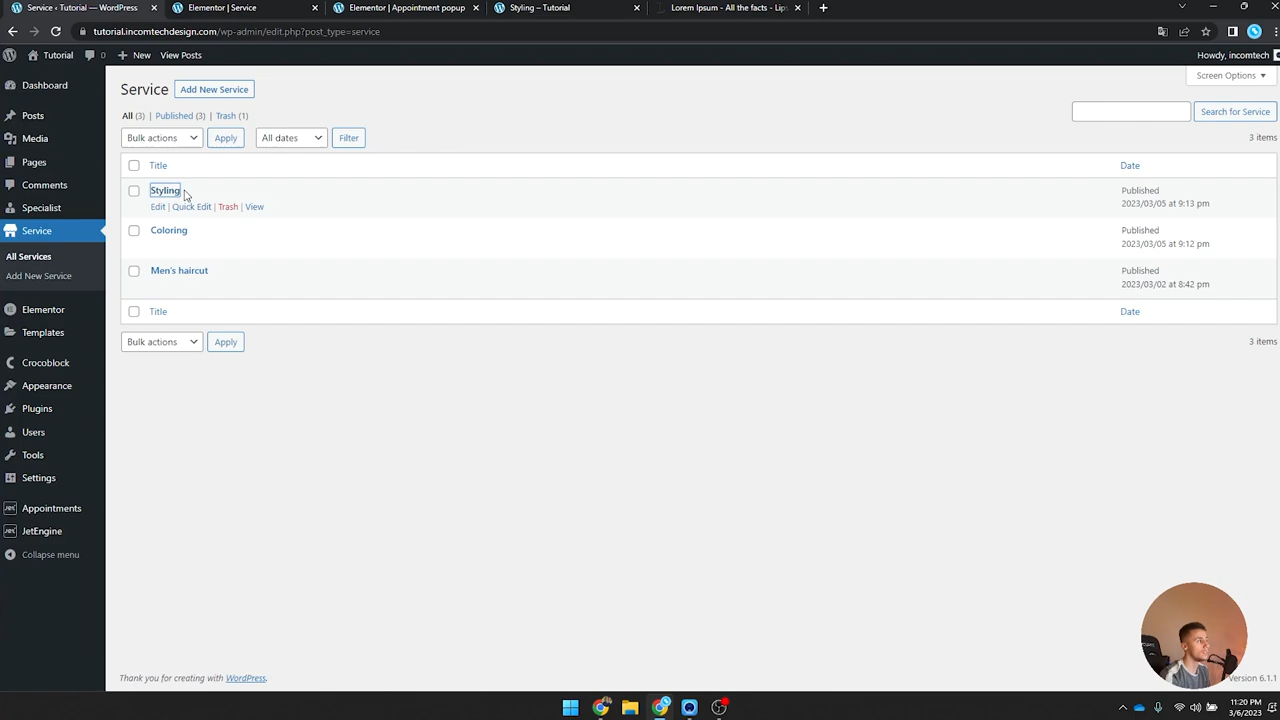 Service ‹ Tutorial — WordPress
Elementor | Service
Elementor | Appointment popup
Styling – Tutorial
Lorem Ipsum - All the facts - Lips
tutorial.incomtechdesign.com/wp-admin/edit.php?post_type=service
Tutorial 0 New View Posts Howdy, incomtech
Dashboard
Posts
Media
Pages
Comments
Specialist
Service
All Services
Add New Service
Elementor
Templates
Crocoblock
Appearance
Plugins
Users
Tools
Settings
Appointments
JetEngine
Collapse menu
Screen Options ▼
Service Add New Service
All (3) | Published (3) | Trash (1)
Search for Service
Bulk actions Apply All dates Filter
3 items
Title Date
Styling Published
Edit | Quick Edit | Trash | View 2023/03/05 at 9:13 pm
Coloring Published
2023/03/05 at 9:12 pm
Men's haircut Published
2023/03/02 at 8:42 pm
Title Date
Bulk actions Apply 3 items
Thank you for creating with WordPress.
Version 6.1.1
11:20 PM
3/6/2023